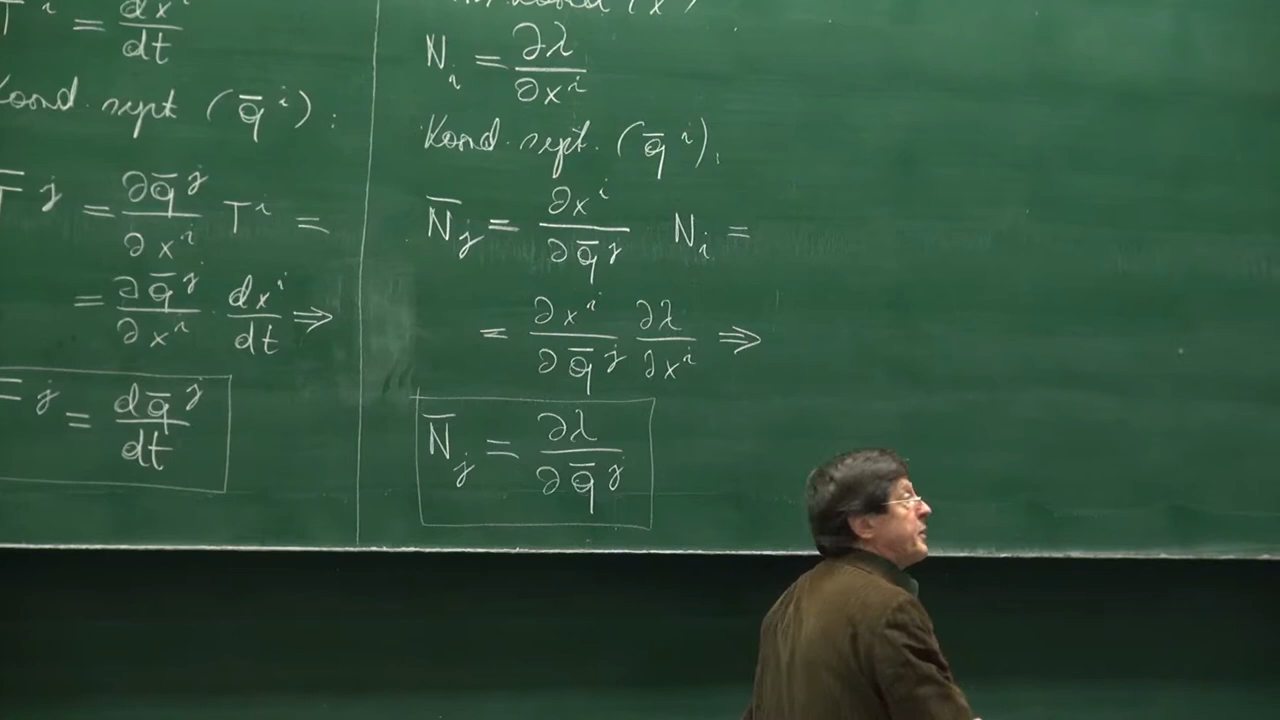 T^i = dx^i/dt
Koord. syst. (q̄^i):
T̄^j = ∂q̄^j/∂x^i T^i =
= ∂q̄^j/∂x^i · dx^i/dt ⇒
T̄^j = dq̄^j/dt
N_i = ∂λ/∂x^i
Koord. syst. (q̄^i):
N̄_j = ∂x^i/∂q̄^j N_i =
= ∂x^i/∂q̄^j ∂λ/∂x^i ⇒
N̄_j = ∂λ/∂q̄^j